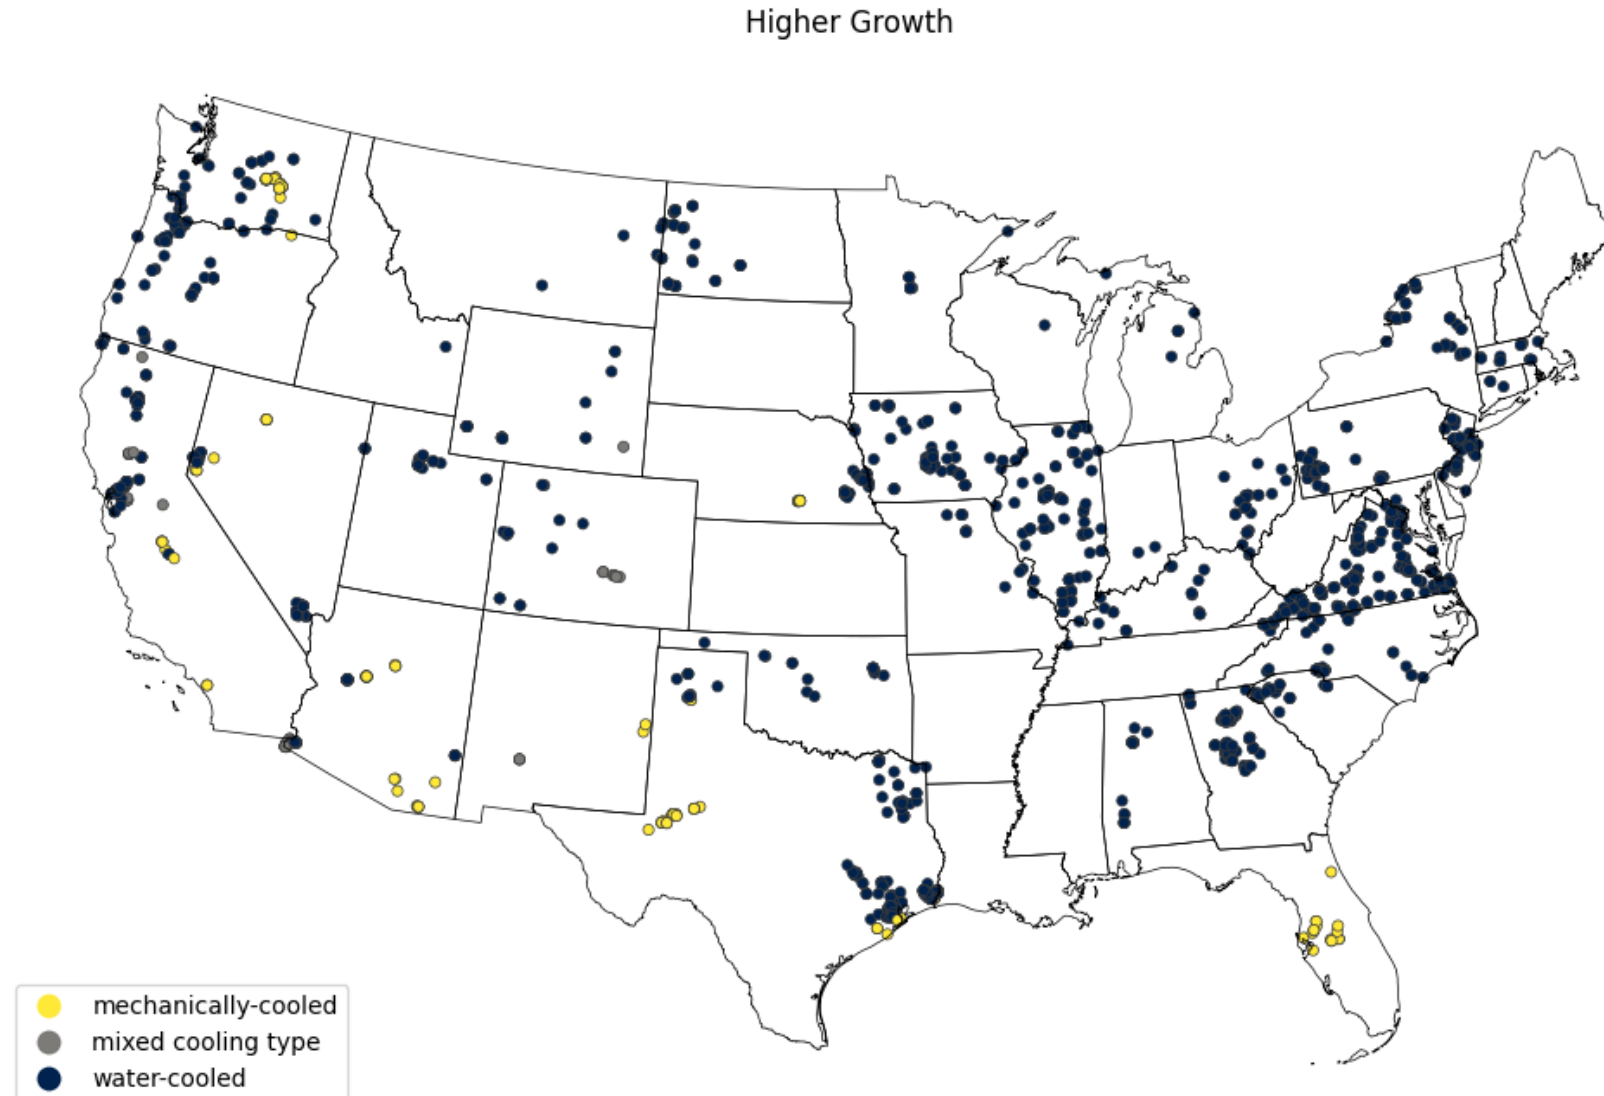 Higher Growth
mechanically-cooled
mixed cooling type
water-cooled